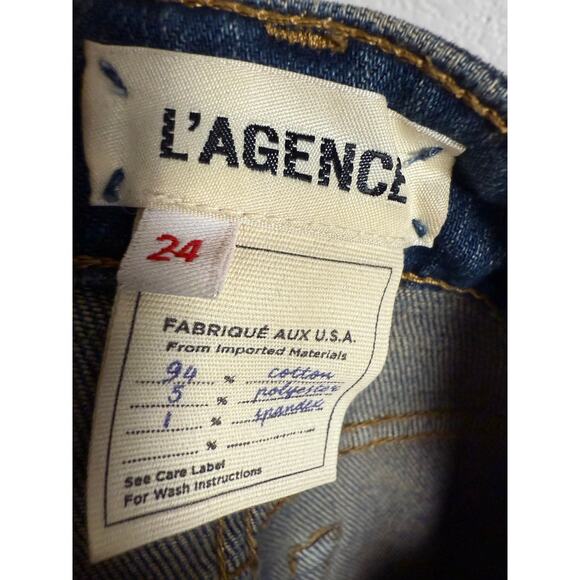 L'AGENCE
24
FABRIQUÉ AUX U.S.A.
From Imported Materials
94 % cotton
5 % polyester
1 % spandex
%
See Care Label
For Wash Instructions